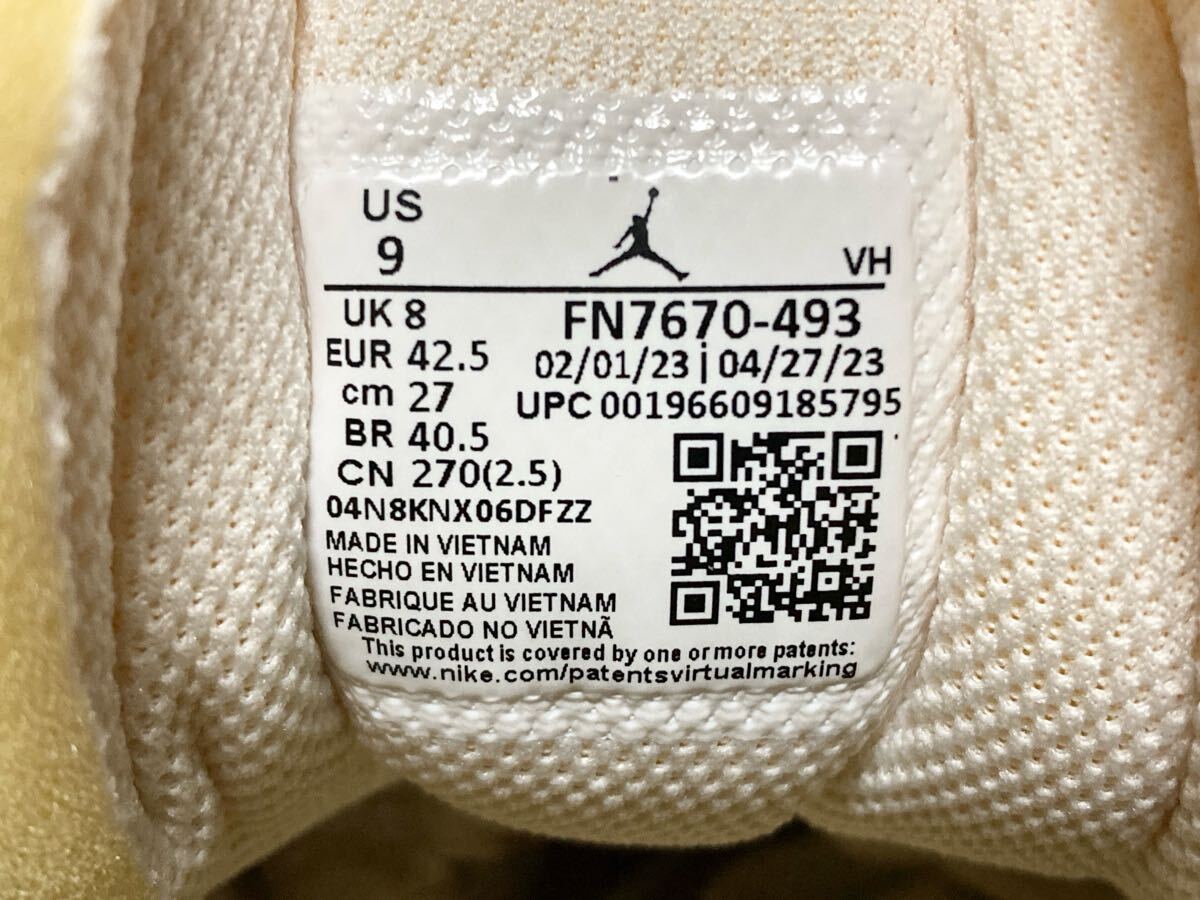 US
9
VH
UK 8
EUR 42.5
cm 27
BR 40.5
CN 270(2.5)
FN7670-493
02/01/23 | 04/27/23
UPC 00196609185795
04N8KNX06DFZZ
MADE IN VIETNAM
HECHO EN VIETNAM
FABRIQUE AU VIETNAM
FABRICADO NO VIETNÃ
This product is covered by one or more patents:
www.nike.com/patentsvirtualmarking